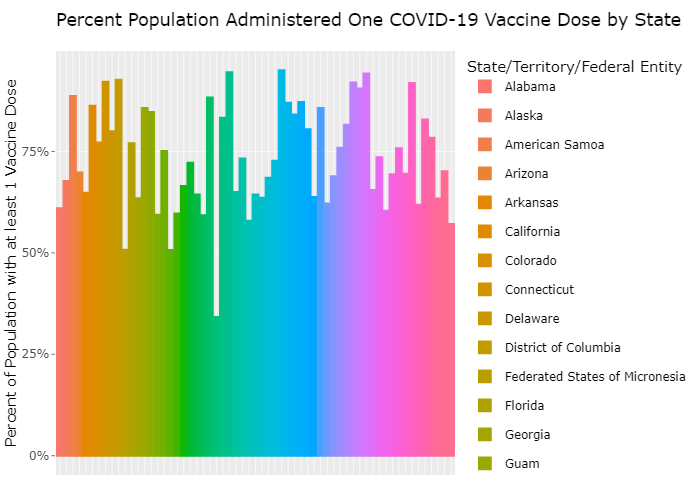 Percent Population Administered One COVID-19 Vaccine Dose by State
Percent of Population with at least 1 Vaccine Dose
75%
50%
25%
0%
State/Territory/Federal Entity
Alabama
Alaska
American Samoa
Arizona
Arkansas
California
Colorado
Connecticut
Delaware
District of Columbia
Federated States of Micronesia
Florida
Georgia
Guam